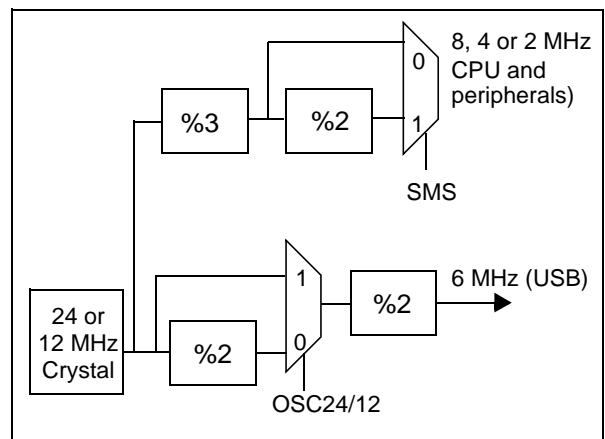 8, 4 or 2 MHz
CPU and
peripherals)
0
1
%3
%2
SMS
6 MHz (USB)
1
0
%2
%2
24 or
12 MHz
Crystal
OSC24/12